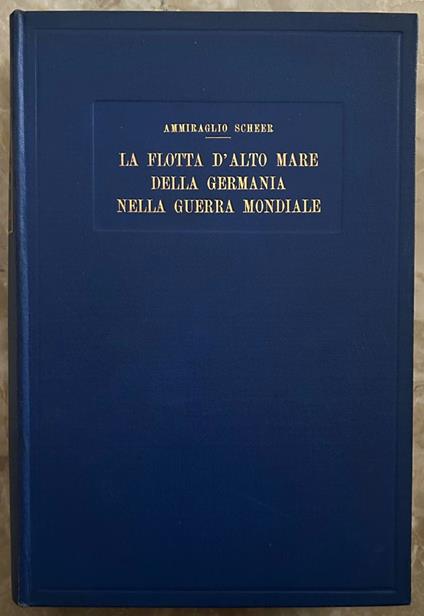 AMMIRAGLIO SCHEER
LA FLOTTA D'ALTO MARE
DELLA GERMANIA
NELLA GUERRA MONDIALE